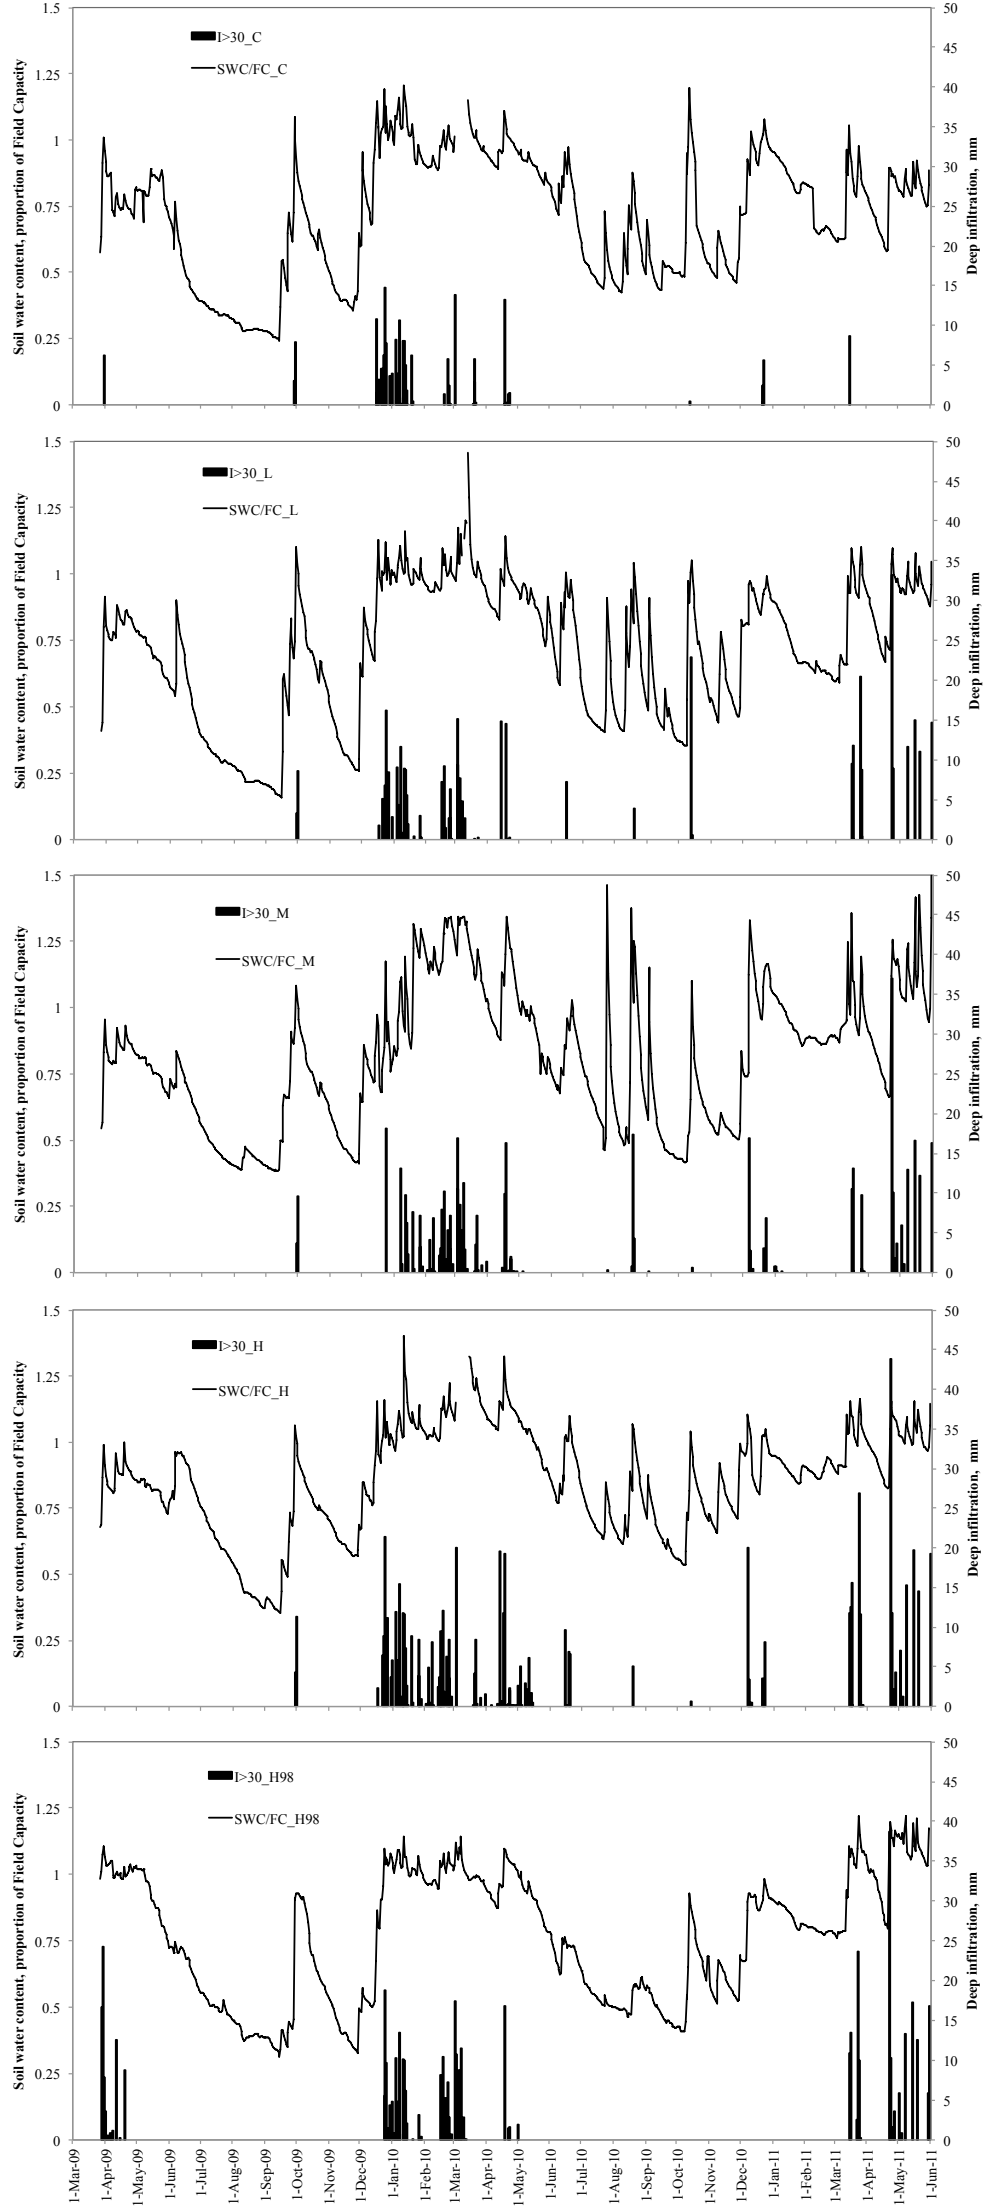 1.5
1.25
1
0.75
0.5
0.25
0
Soil water content, proportion of Field Capacity
I>30_C
SWC/FC_C
50
45
40
35
30
25
20
15
10
5
0
Deep infiltration, mm
1.5
1.25
1
0.75
0.5
0.25
0
Soil water content, proportion of Field Capacity
I>30_L
SWC/FC_L
50
45
40
35
30
25
20
15
10
5
0
Deep infiltration, mm
1.5
1.25
1
0.75
0.5
0.25
0
Soil water content, proportion of Field Capacity
I>30_M
SWC/FC_M
50
45
40
35
30
25
20
15
10
5
0
Deep infiltration, mm
1.5
1.25
1
0.75
0.5
0.25
0
Soil water content, proportion of Field Capacity
I>30_H
SWC/FC_H
50
45
40
35
30
25
20
15
10
5
0
Deep infiltration, mm
1.5
1.25
1
0.75
0.5
0.25
0
Soil water content, proportion of Field Capacity
I>30_H98
SWC/FC_H98
50
45
40
35
30
25
20
15
10
5
0
Deep infiltration, mm
1-Mar-09
1-Apr-09
1-May-09
1-Jun-09
1-Jul-09
1-Aug-09
1-Sep-09
1-Oct-09
1-Nov-09
1-Dec-09
1-Jan-10
1-Feb-10
1-Mar-10
1-Apr-10
1-May-10
1-Jun-10
1-Jul-10
1-Aug-10
1-Sep-10
1-Oct-10
1-Nov-10
1-Dec-10
1-Jan-11
1-Feb-11
1-Mar-11
1-Apr-11
1-May-11
1-Jun-11